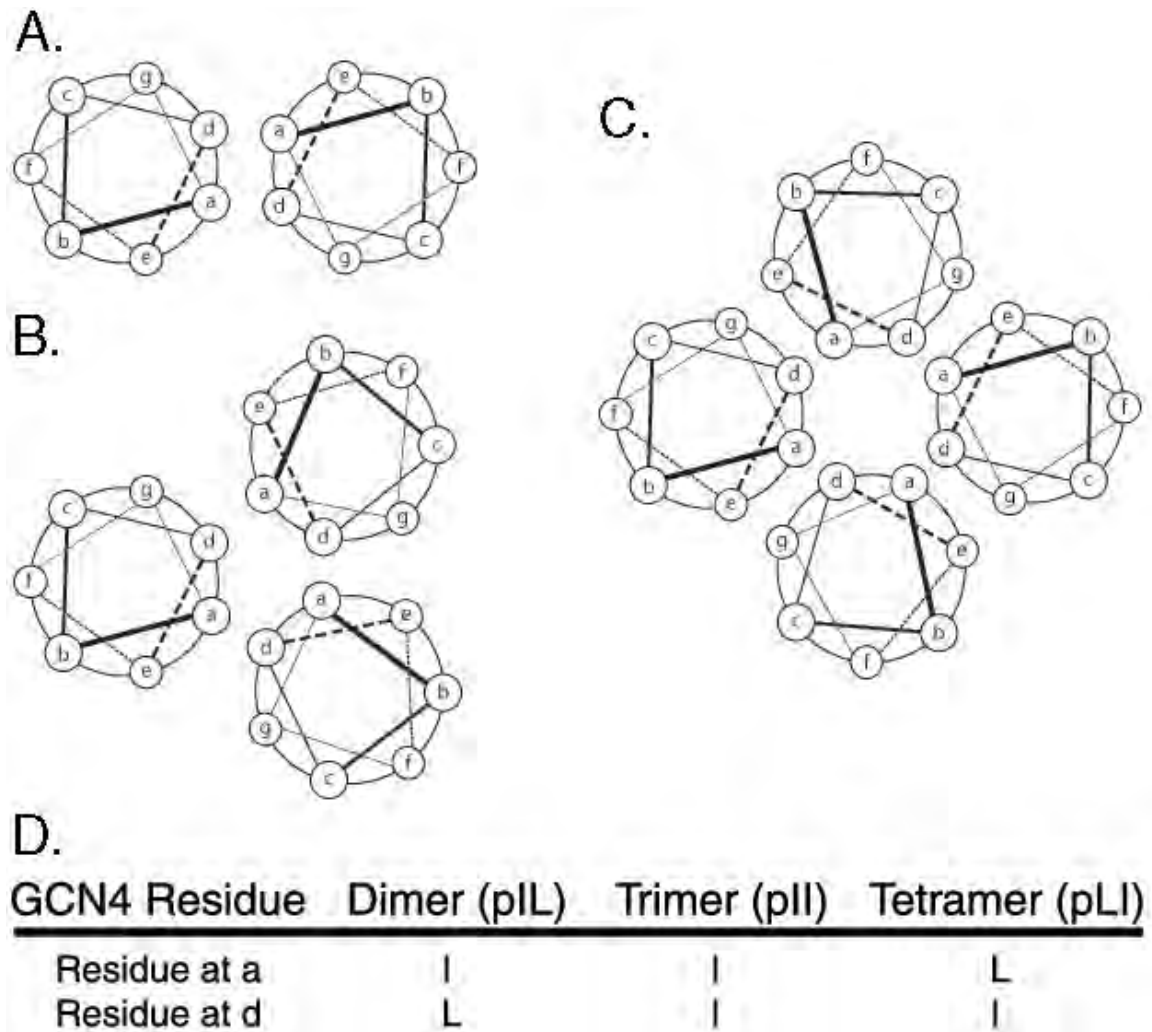 A.
c g d f a b e
e b a f d c g
B.
b f e c a g d
g c d f a b e
a e d b g f c
C.
f b c e g a d
g c d f a b e
e b a f d c g
d a g e c b f
D.
GCN4 Residue Dimer (pIL) Trimer (pII) Tetramer (pLI)
Residue at a I I L
Residue at d L I I